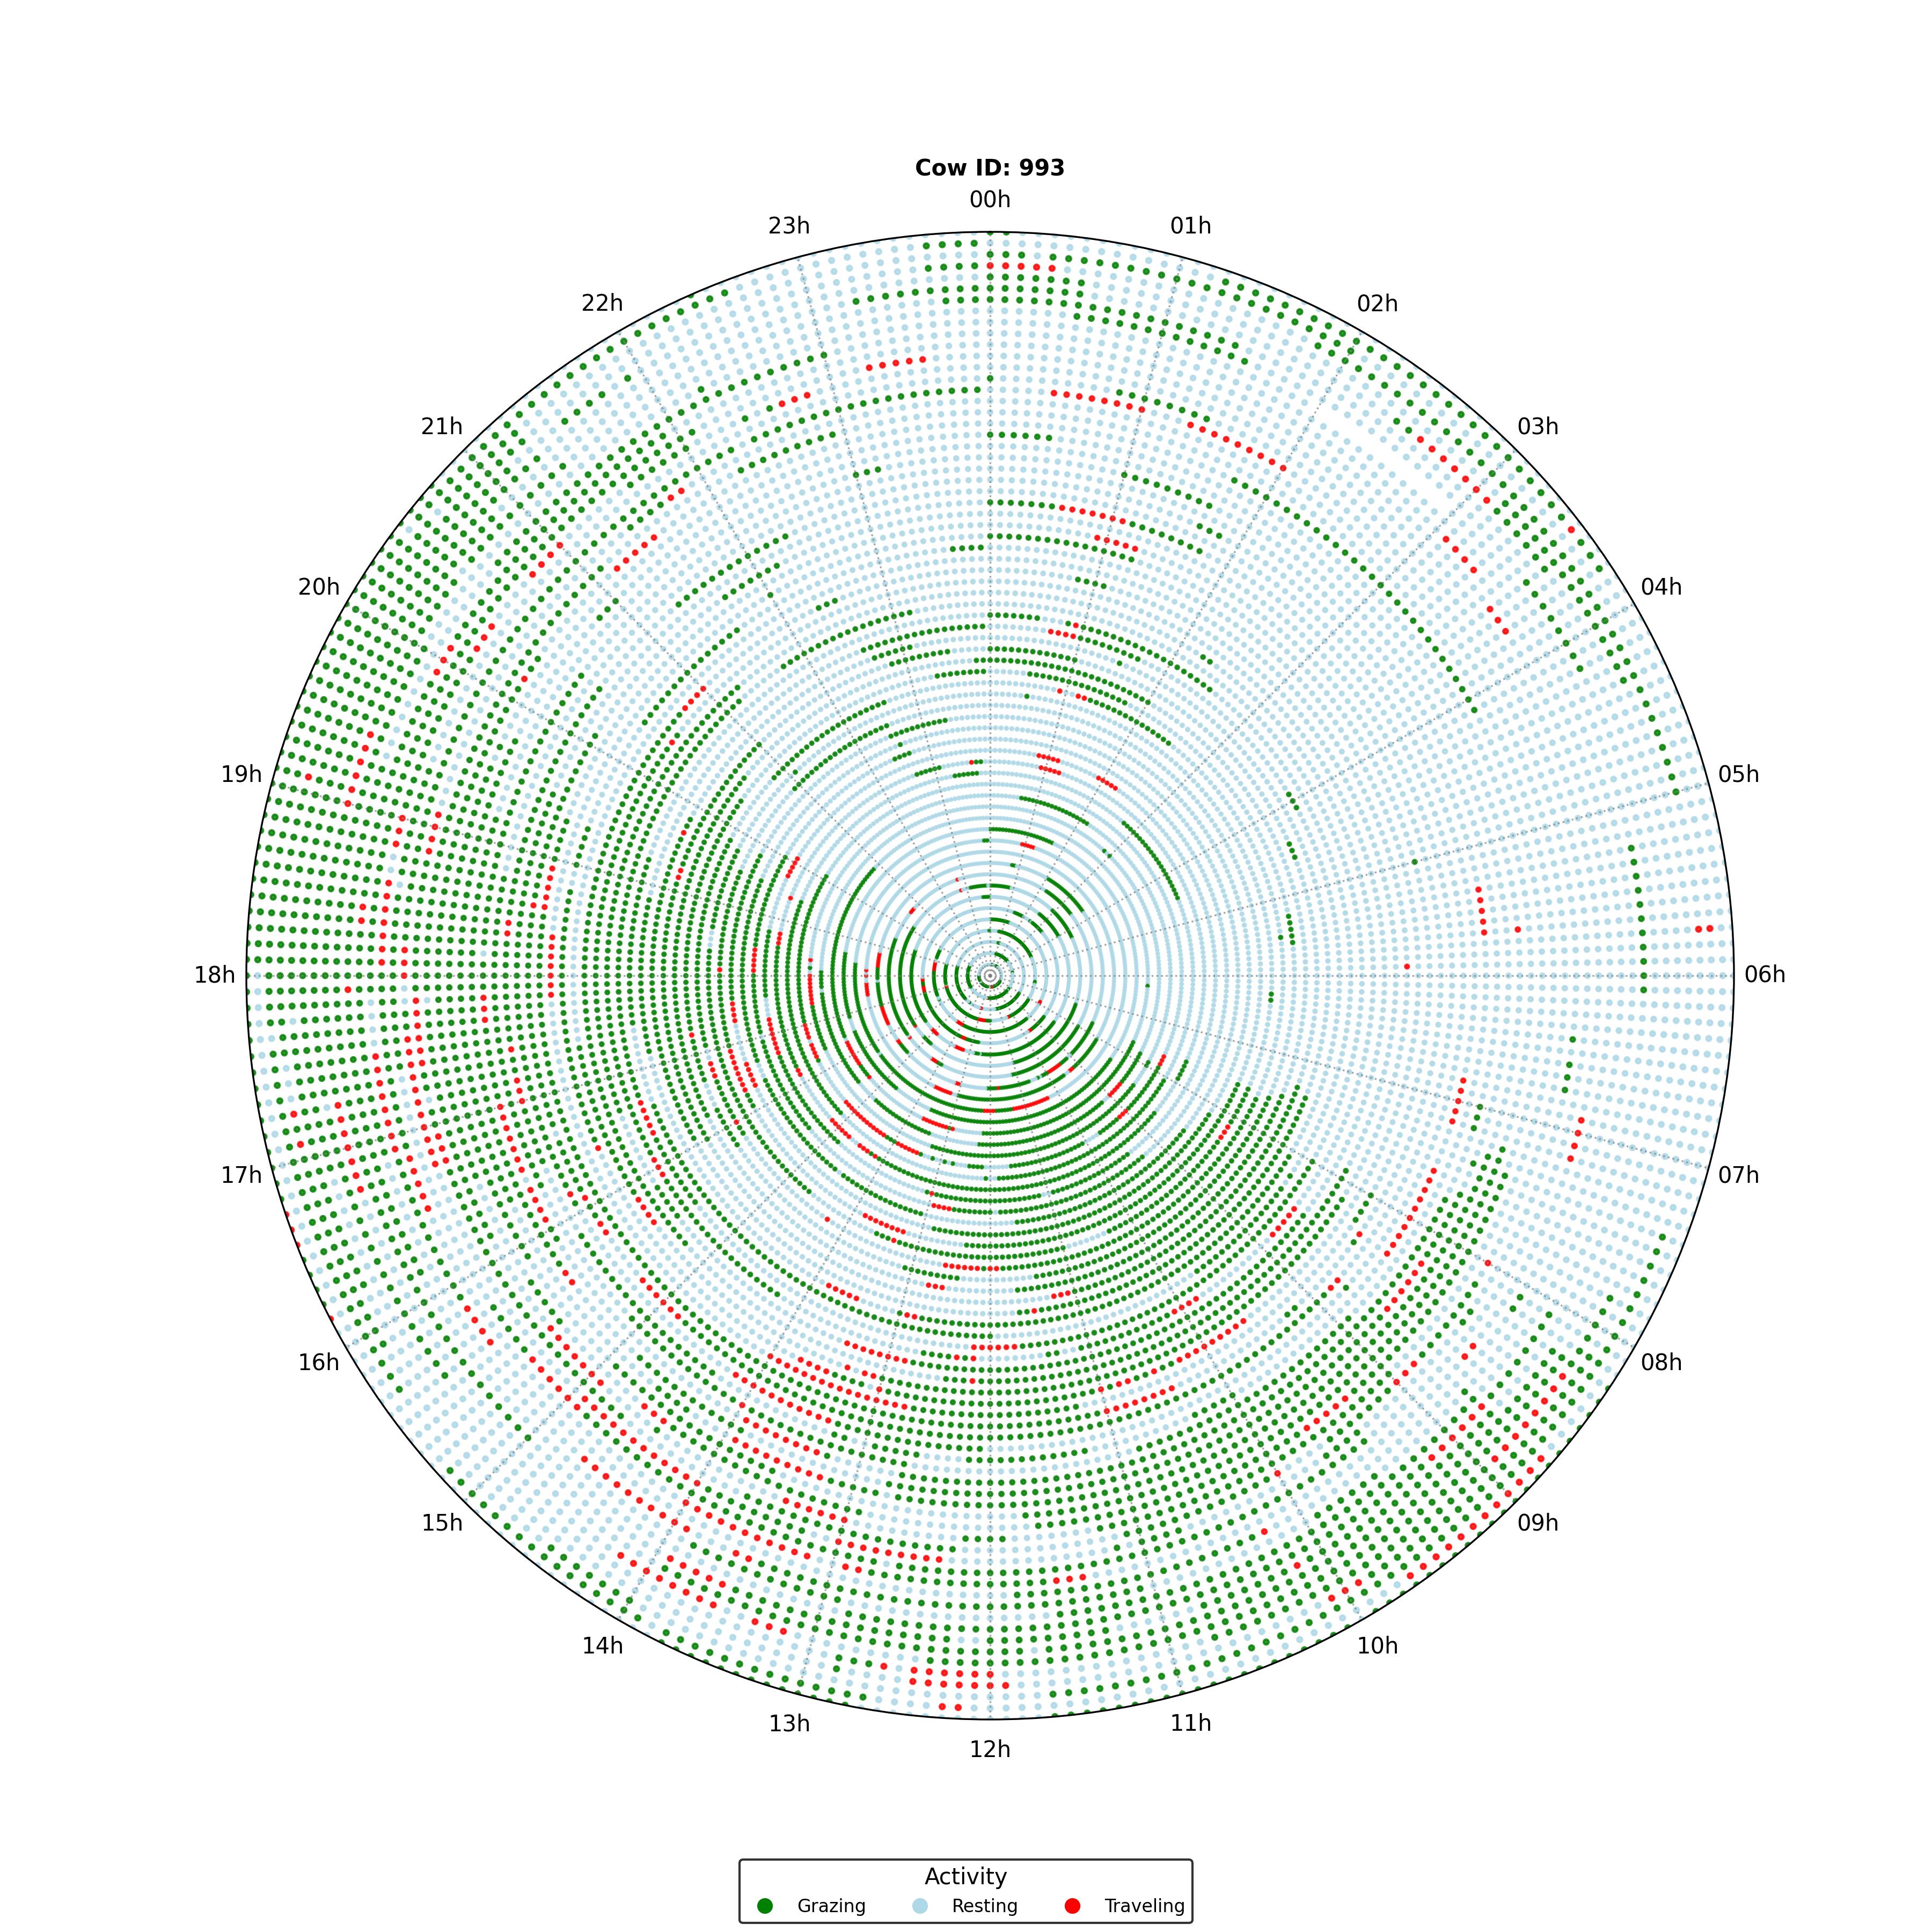 Cow ID: 993
00h
23h
01h
22h
02h
21h
03h
20h
04h
19h
05h
18h
06h
17h
07h
16h
08h
15h
09h
14h
10h
13h
11h
12h
Activity
Grazing Resting Traveling